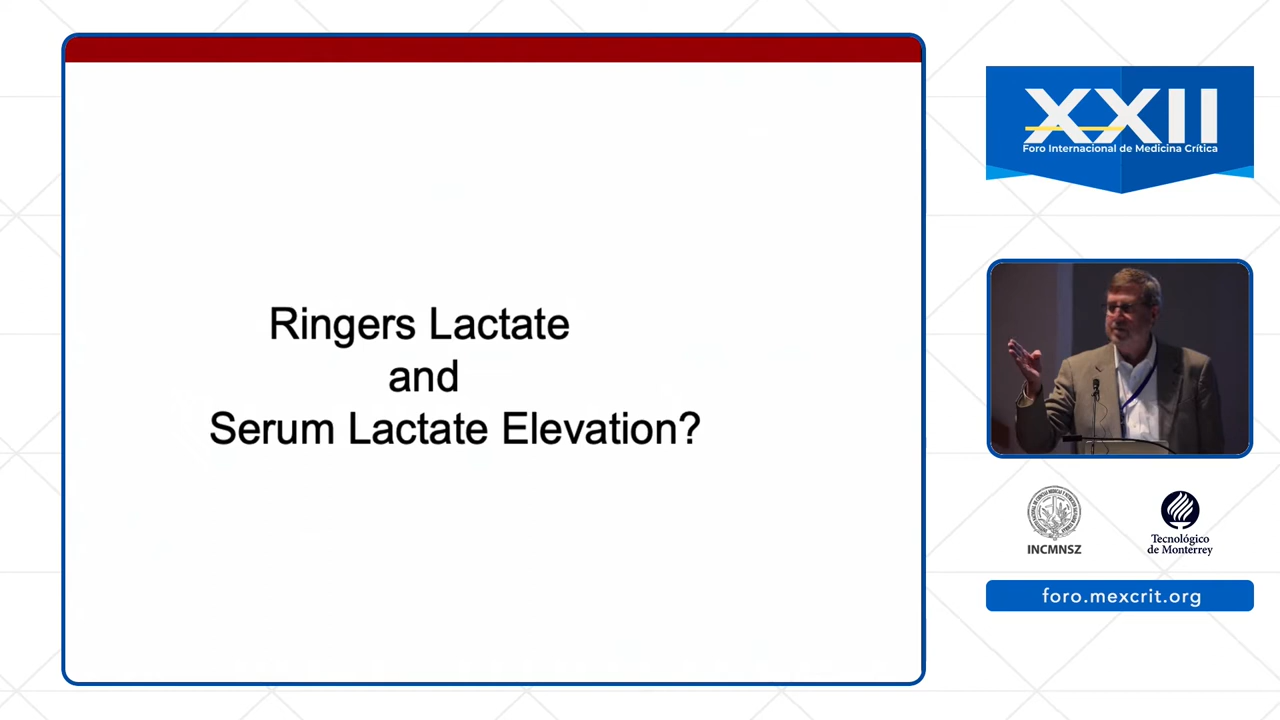 Ringers Lactate
and
Serum Lactate Elevation?
XXII
Foro Internacional de Medicina Crítica
INCMNSZ
Tecnológico
de Monterrey
foro.mexcrit.org